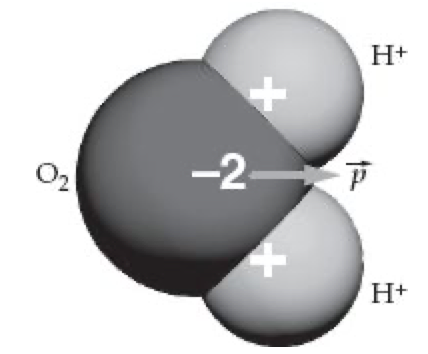 H⁺
+
O₂
−2
p⃗
+
H⁺